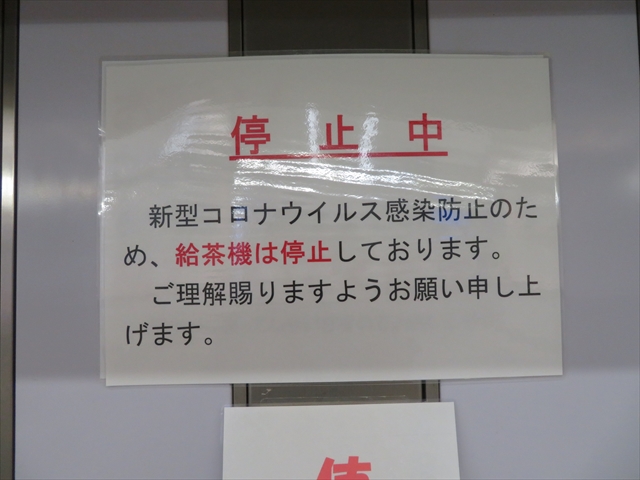 停止中
新型コロナウイルス感染防止のた
め、給茶機は停止しております。
ご理解賜りますようお願い申し上
げます。